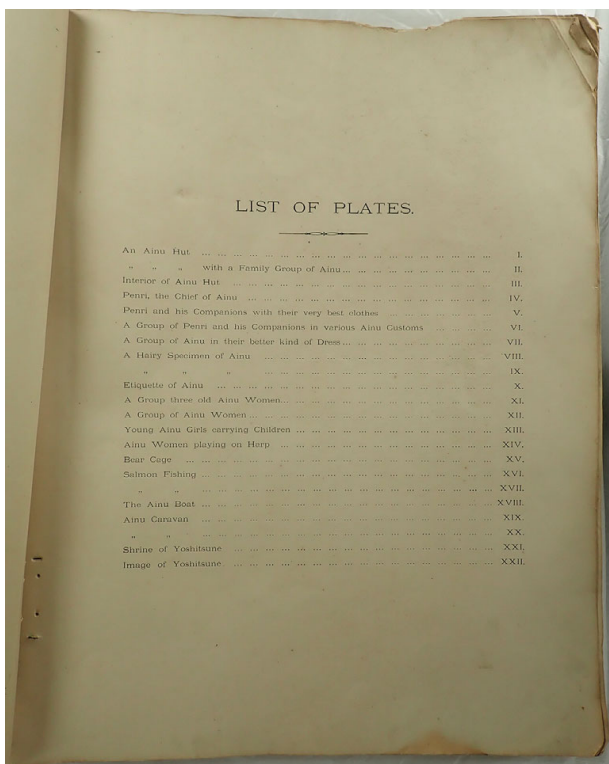 LIST OF PLATES.
An Ainu Hut ... ... ... ... ... ... ... ... ... ... ... ... ... ... ... ... ... ... I.
" " " with a Family Group of Ainu ... ... ... ... ... ... ... ... ... II.
Interior of Ainu Hut ... ... ... ... ... ... ... ... ... ... ... ... ... ... ... ... III.
Penri, the Chief of Ainu ... ... ... ... ... ... ... ... ... ... ... ... ... ... ... IV.
Penri and his Companions with their very best clothes ... ... ... ... ... ... ... V.
A Group of Penri and his Companions in various Ainu Customs ... ... ... ... VI.
A Group of Ainu in their better kind of Dress ... ... ... ... ... ... ... ... ... VII.
A Hairy Specimen of Ainu ... ... ... ... ... ... ... ... ... ... ... ... ... ... VIII.
" " " ... ... ... ... ... ... ... ... ... ... ... ... ... ... IX.
Etiquette of Ainu ... ... ... ... ... ... ... ... ... ... ... ... ... ... ... ... ... X.
A Group three old Ainu Women ... ... ... ... ... ... ... ... ... ... ... ... ... XI.
A Group of Ainu Women ... ... ... ... ... ... ... ... ... ... ... ... ... ... ... XII.
Young Ainu Girls carrying Children ... ... ... ... ... ... ... ... ... ... ... ... XIII.
Ainu Women playing on Harp ... ... ... ... ... ... ... ... ... ... ... ... ... XIV.
Bear Cage ... ... ... ... ... ... ... ... ... ... ... ... ... ... ... ... ... ... ... XV.
Salmon Fishing ... ... ... ... ... ... ... ... ... ... ... ... ... ... ... ... ... ... XVI.
" " ... ... ... ... ... ... ... ... ... ... ... ... ... ... ... ... ... ... XVII.
The Ainu Boat ... ... ... ... ... ... ... ... ... ... ... ... ... ... ... ... ... ... XVIII.
Ainu Caravan ... ... ... ... ... ... ... ... ... ... ... ... ... ... ... ... ... ... XIX.
" " ... ... ... ... ... ... ... ... ... ... ... ... ... ... ... ... ... ... XX.
Shrine of Yoshitsune ... ... ... ... ... ... ... ... ... ... ... ... ... ... ... ... XXI.
Image of Yoshitsune ... ... ... ... ... ... ... ... ... ... ... ... ... ... ... ... XXII.